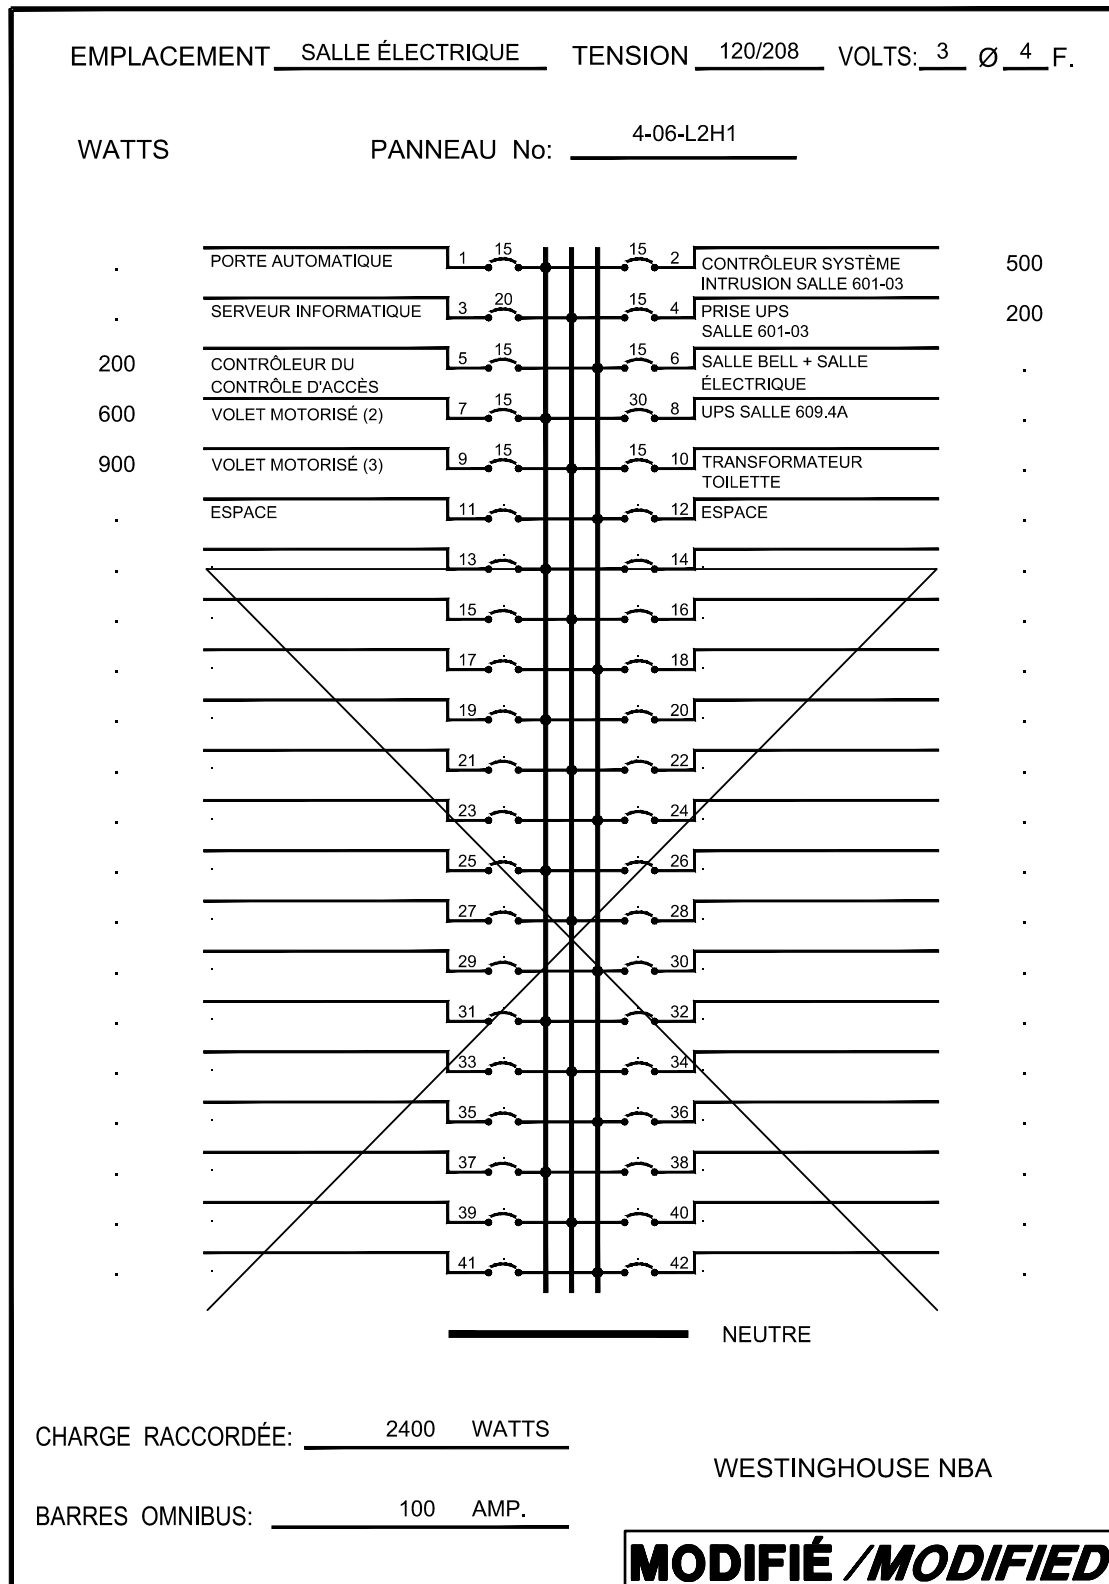 EMPLACEMENT SALLE ÉLECTRIQUE TENSION 120/208 VOLTS: 3 Ø 4 F.
WATTS PANNEAU No: 4-06-L2H1
PORTE AUTOMATIQUE 1 15 15 2 CONTRÔLEUR SYSTÈME 500
INTRUSION SALLE 601-03
SERVEUR INFORMATIQUE 3 20 15 4 PRISE UPS 200
SALLE 601-03
200 CONTRÔLEUR DU 5 15 15 6 SALLE BELL + SALLE
CONTRÔLE D'ACCÈS ÉLECTRIQUE
600 VOLET MOTORISÉ (2) 7 15 30 8 UPS SALLE 609.4A
900 VOLET MOTORISÉ (3) 9 15 15 10 TRANSFORMATEUR
TOILETTE
ESPACE 11 12 ESPACE
13 14
15 16
17 18
19 20
21 22
23 24
25 26
27 28
29 30
31 32
33 34
35 36
37 38
39 40
41 42
NEUTRE
CHARGE RACCORDÉE: 2400 WATTS
WESTINGHOUSE NBA
BARRES OMNIBUS: 100 AMP.
MODIFIÉ /MODIFIED